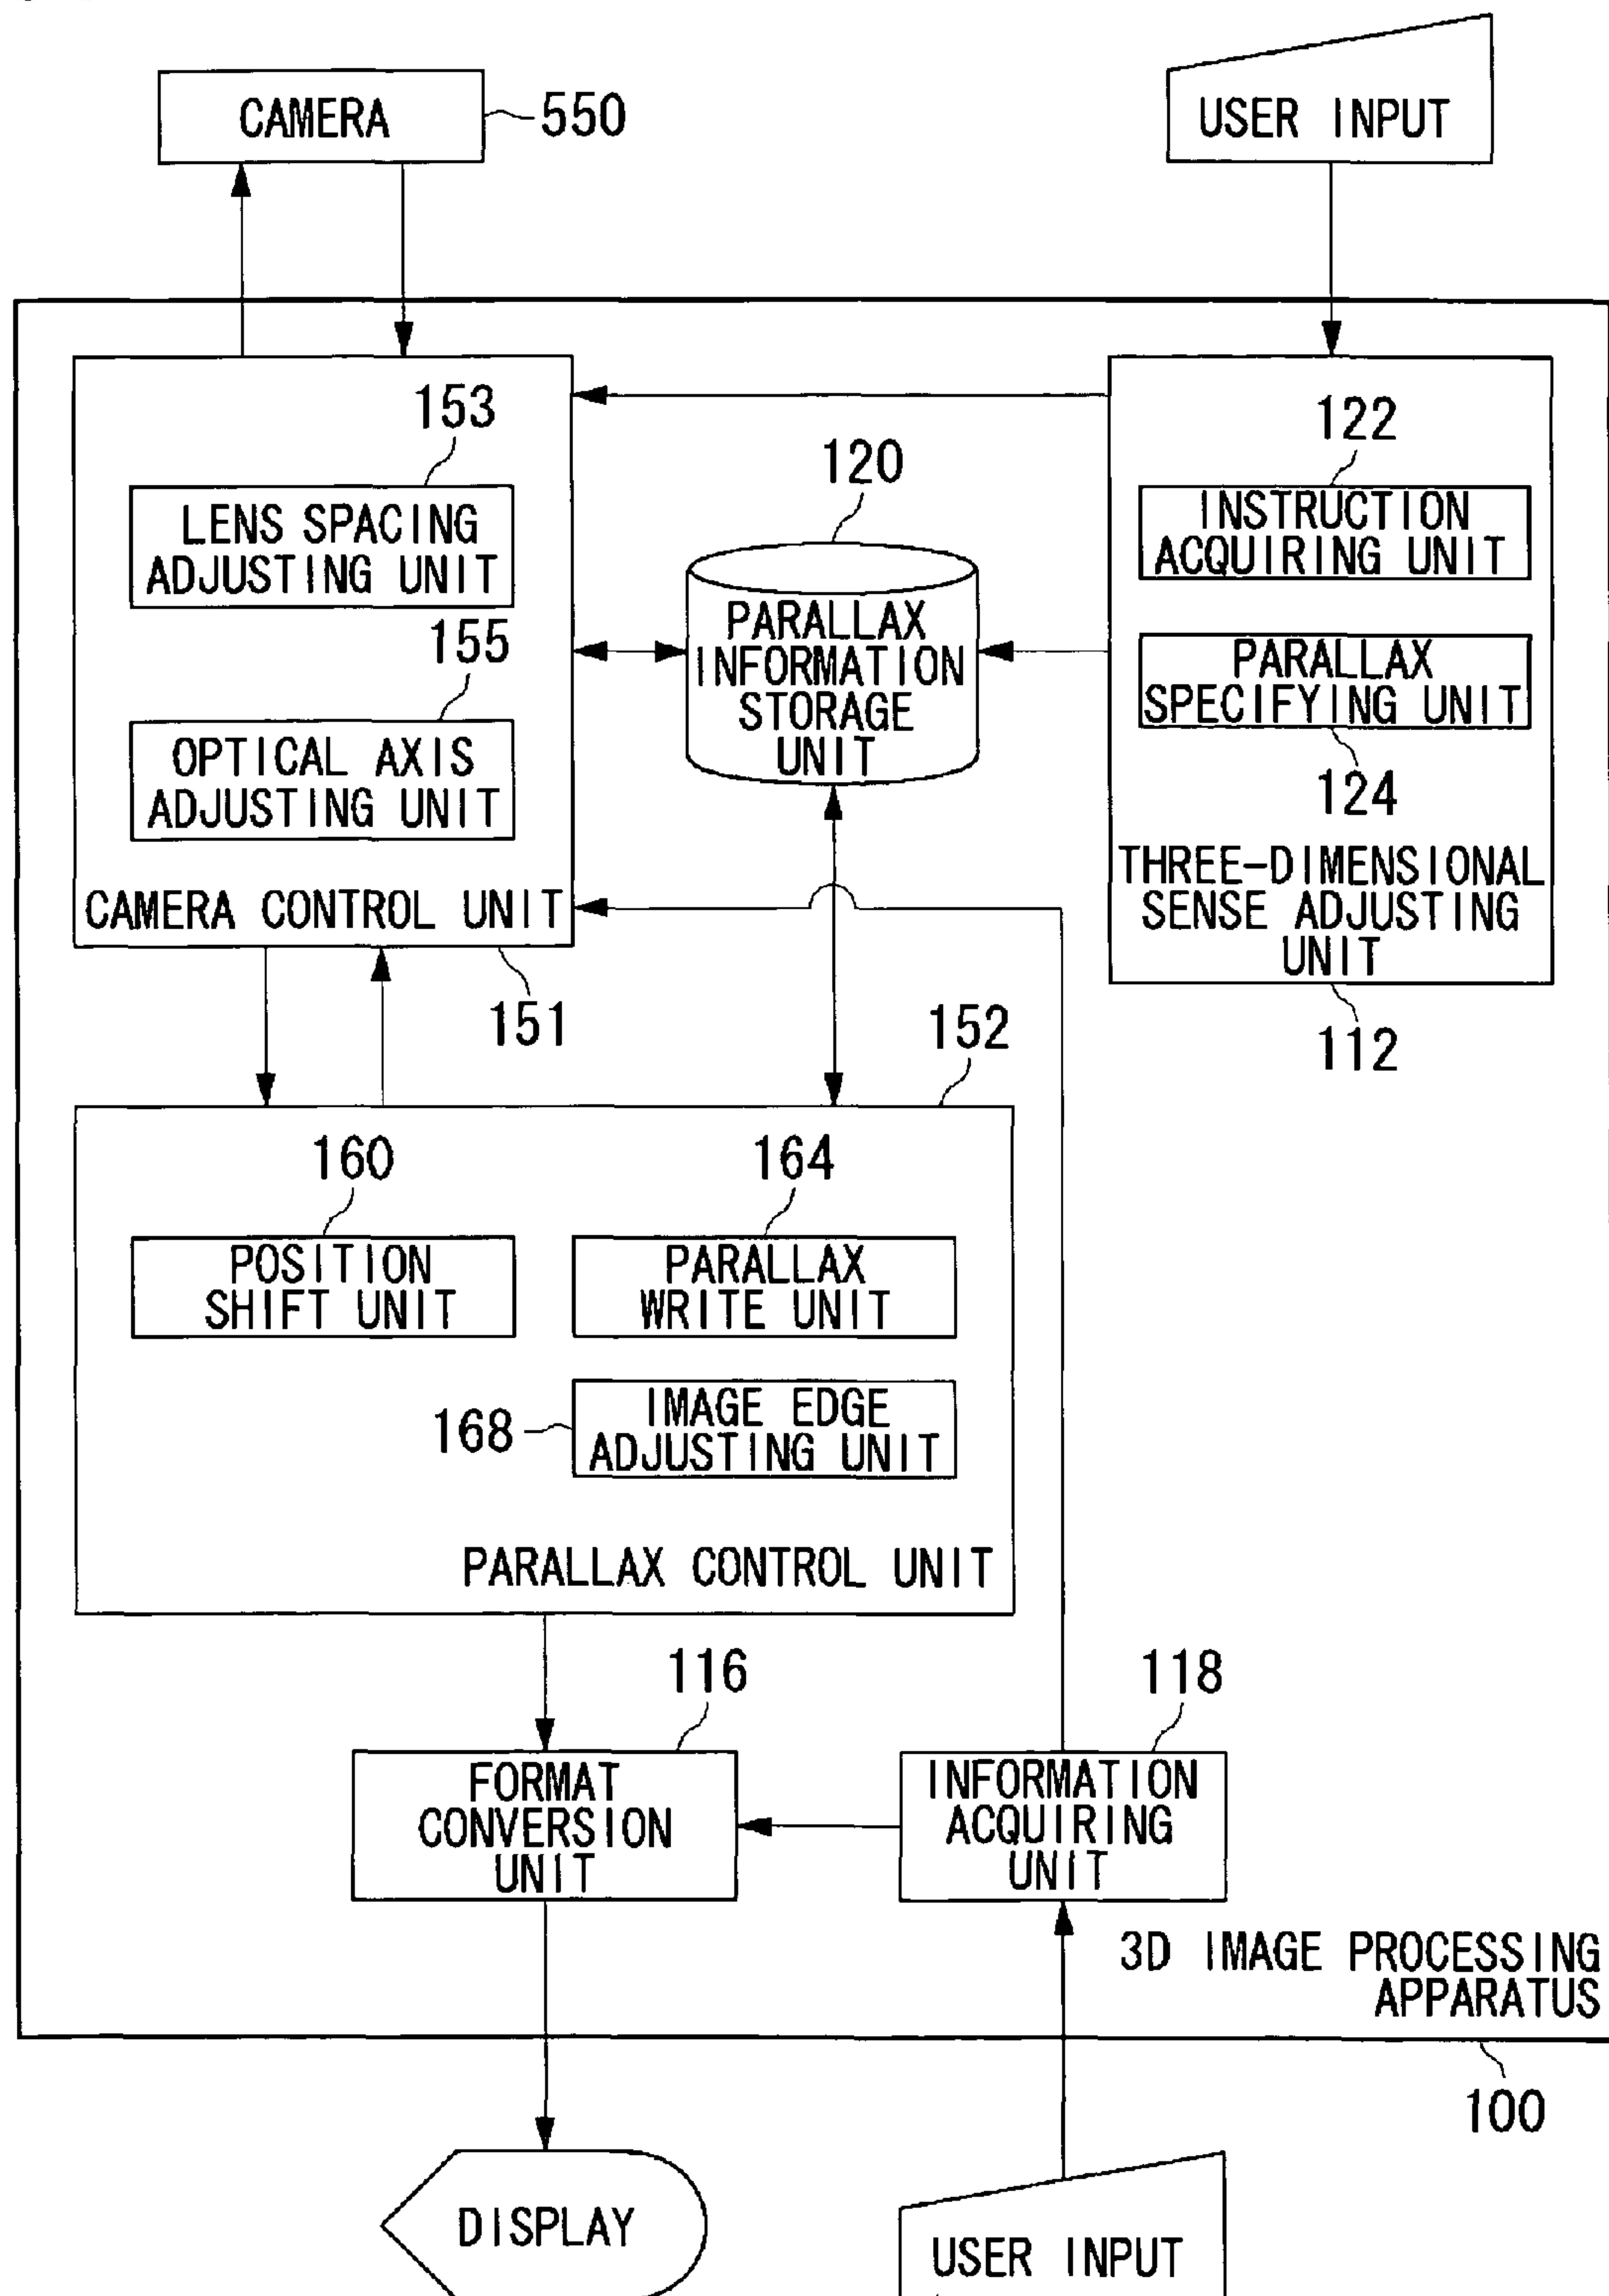 CAMERA
550
USER INPUT
153
LENS SPACING
ADJUSTING UNIT
155
OPTICAL AXIS
ADJUSTING UNIT
CAMERA CONTROL UNIT
151
120
PARALLAX
INFORMATION
STORAGE
UNIT
122
INSTRUCTION
ACQUIRING UNIT
PARALLAX
SPECIFYING UNIT
124
THREE-DIMENSIONAL
SENSE ADJUSTING
UNIT
112
152
160
POSITION
SHIFT UNIT
164
PARALLAX
WRITE UNIT
168
IMAGE EDGE
ADJUSTING UNIT
PARALLAX CONTROL UNIT
116
FORMAT
CONVERSION
UNIT
118
INFORMATION
ACQUIRING
UNIT
3D IMAGE PROCESSING
APPARATUS
100
DISPLAY
USER INPUT